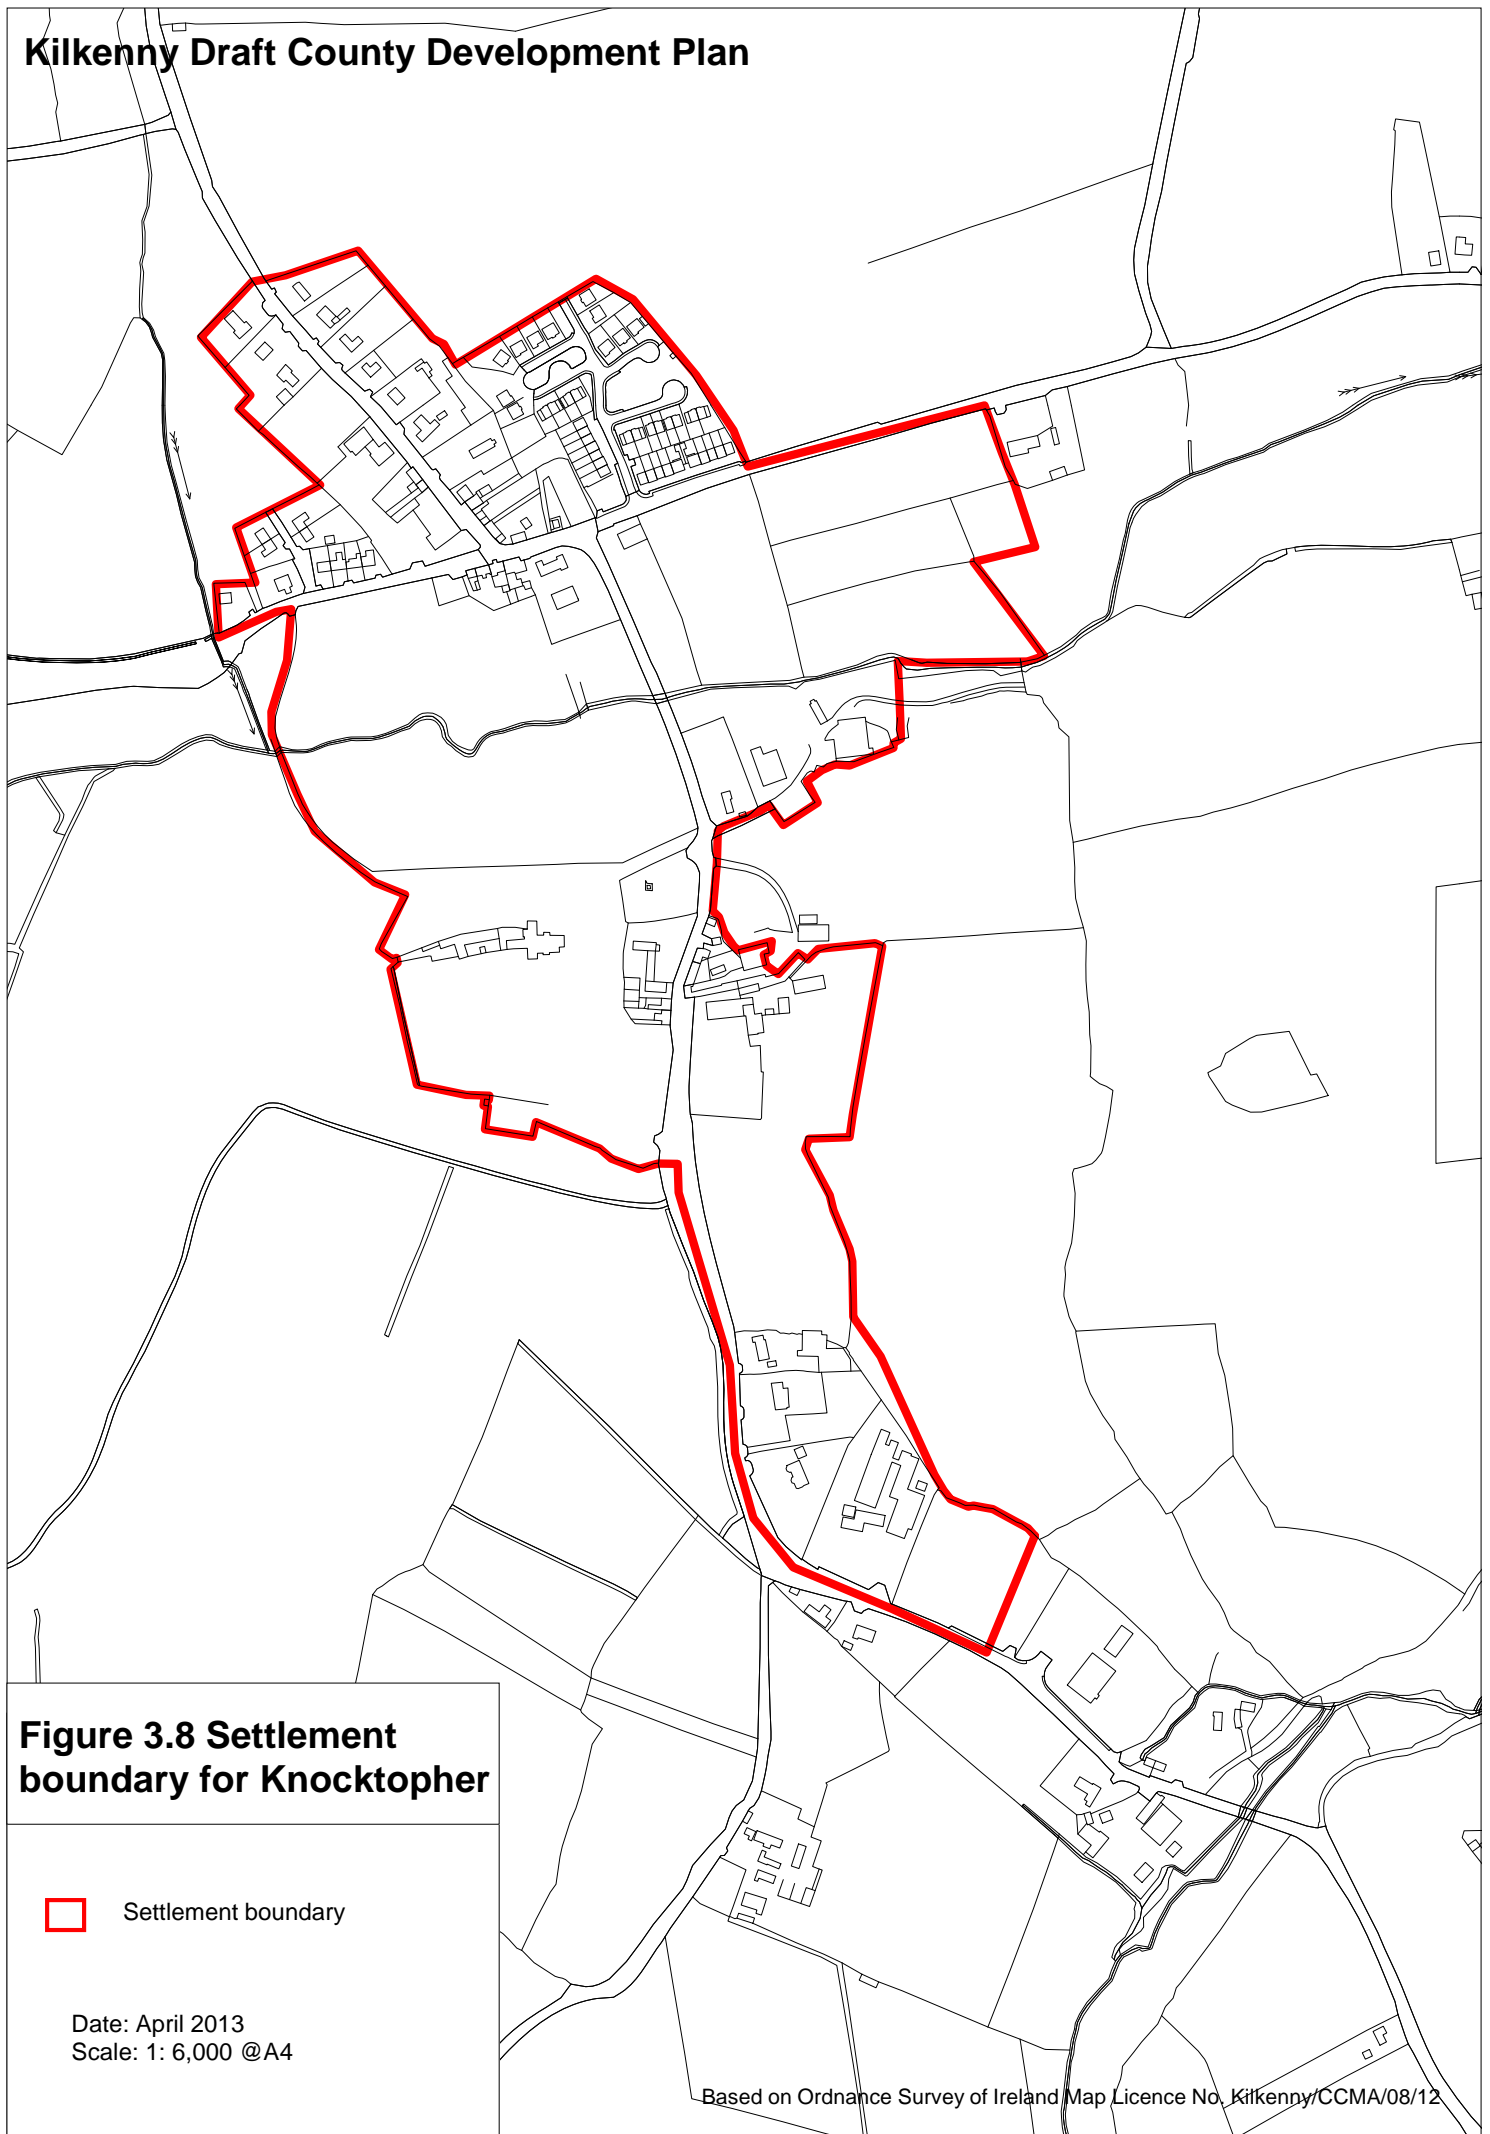 Kilkenny Draft County Development Plan
Figure 3.8 Settlement
boundary for Knocktopher
Settlement boundary
Date: April 2013
Scale: 1: 6,000 @A4
Based on Ordnance Survey of Ireland Map Licence No. Kilkenny/CCMA/08/12